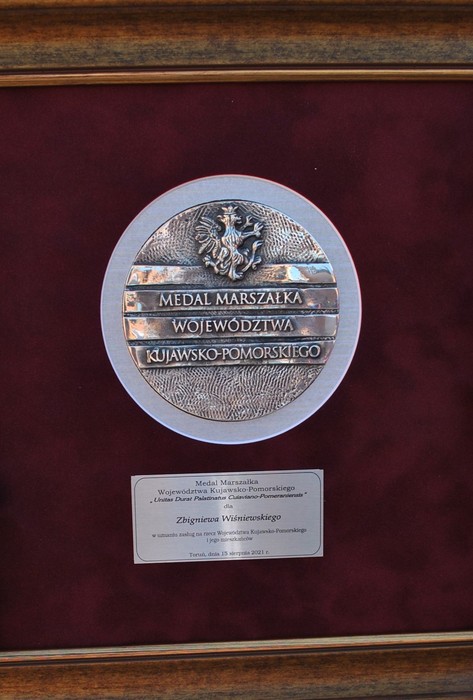 MEDAL MARSZAŁKA
WOJEWÓDZTWA
KUJAWSKO-POMORSKIEGO
Medal Marszałka
Województwa Kujawsko-Pomorskiego
„Unitas Durat Palatinatus Cuiaviano-Pomeraniensis”
dla
Zbigniewa Wiśniewskiego
w uznaniu zasług na rzecz Województwa Kujawsko-Pomorskiego
i jego mieszkańców
Toruń, dnia 15 sierpnia 2021 r.